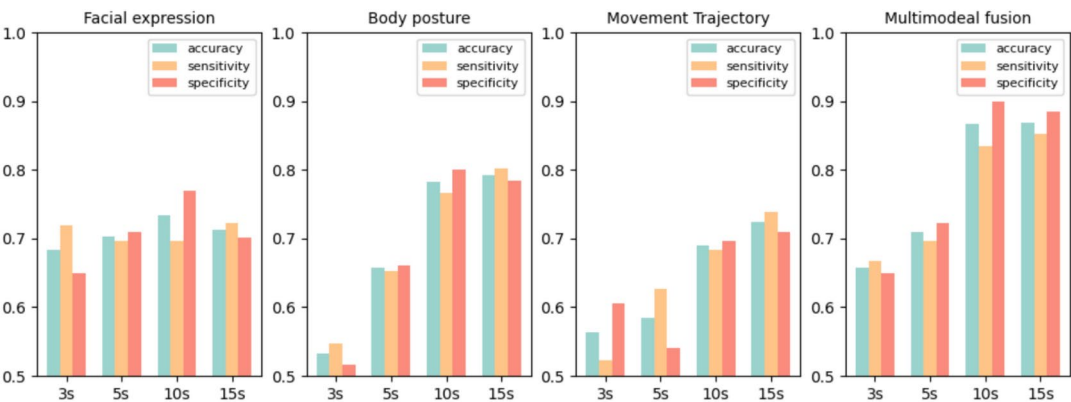 Facial expression
1.0
0.9
0.8
0.7
0.6
0.5
accuracy
sensitivity
specificity
3s 5s 10s 15s
Body posture
1.0
0.9
0.8
0.7
0.6
0.5
accuracy
sensitivity
specificity
3s 5s 10s 15s
Movement Trajectory
1.0
0.9
0.8
0.7
0.6
0.5
accuracy
sensitivity
specificity
3s 5s 10s 15s
Multimodeal fusion
1.0
0.9
0.8
0.7
0.6
0.5
accuracy
sensitivity
specificity
3s 5s 10s 15s